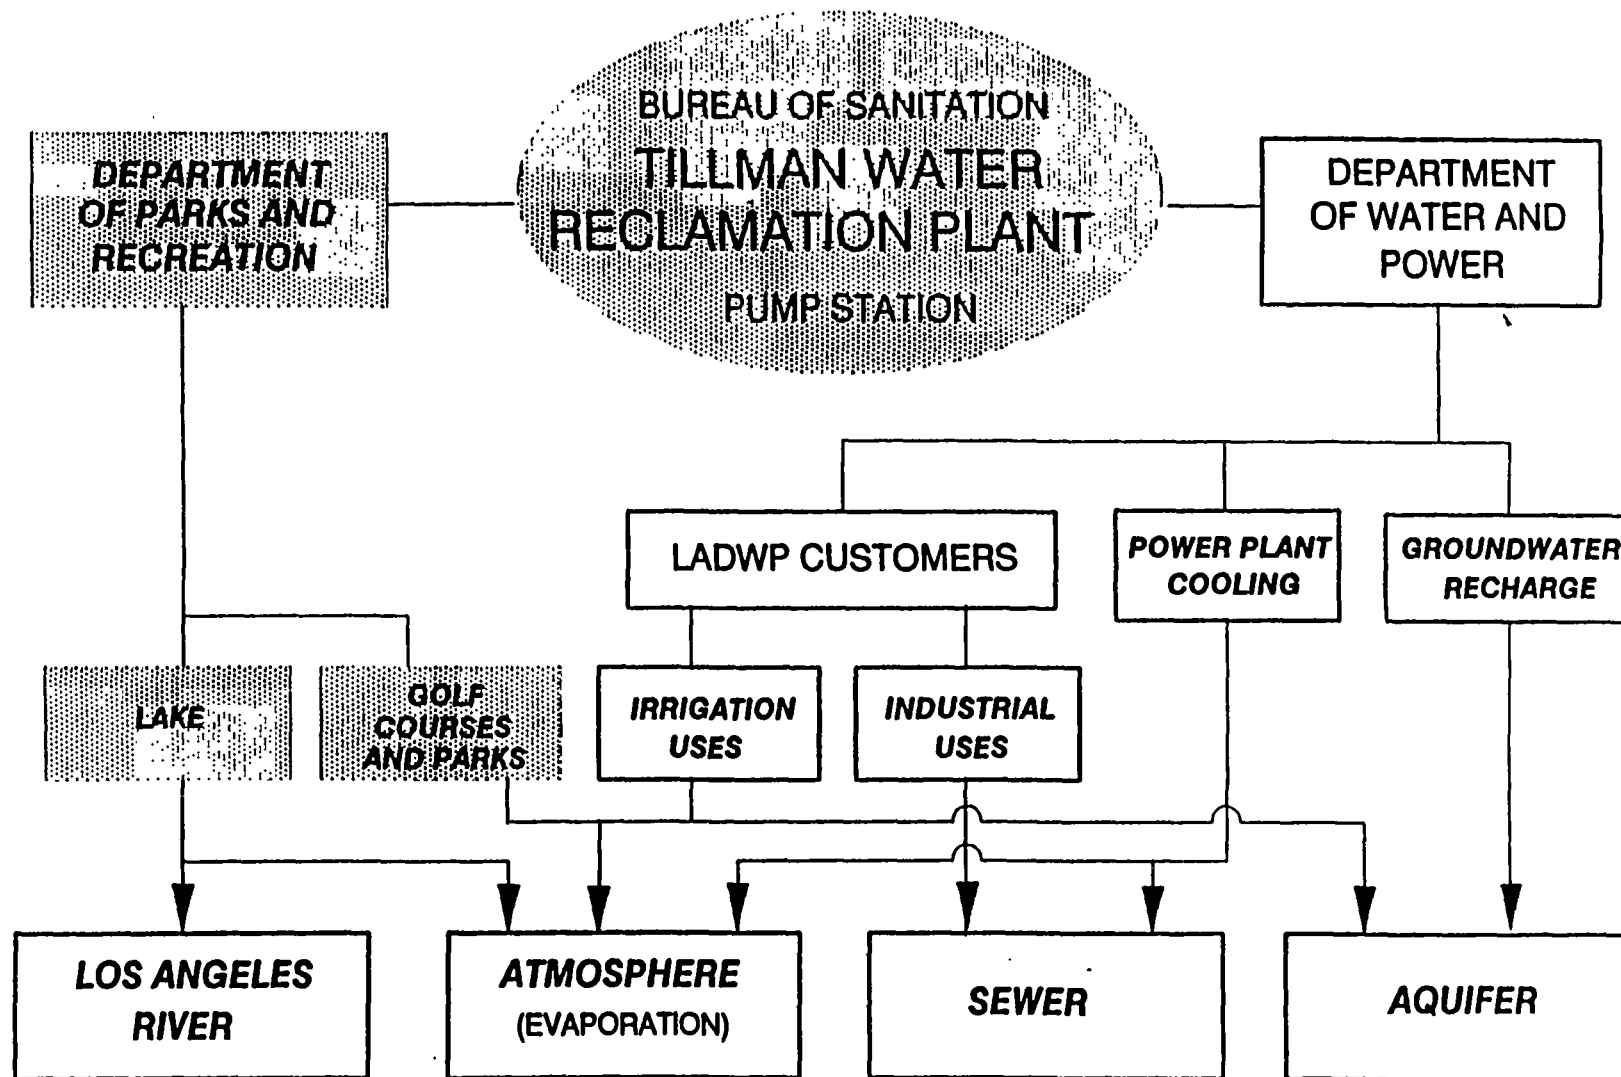 BUREAU OF SANITATION
TILLMAN WATER
RECLAMATION PLANT
PUMP STATION
DEPARTMENT
OF PARKS AND
RECREATION
DEPARTMENT
OF WATER AND
POWER
LADWP CUSTOMERS
POWER PLANT
COOLING
GROUNDWATER
RECHARGE
LAKE
GOLF
COURSES
AND PARKS
IRRIGATION
USES
INDUSTRIAL
USES
LOS ANGELES
RIVER
ATMOSPHERE
(EVAPORATION)
SEWER
AQUIFER